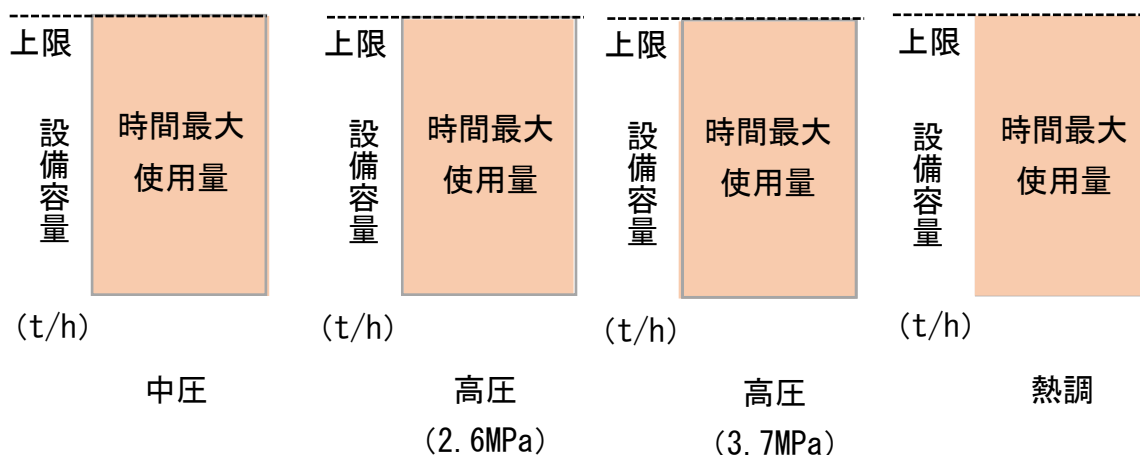 上限
設備容量
時間最大
使用量
(t/h)
中圧
上限
設備容量
時間最大
使用量
(t/h)
高圧
(2.6MPa)
上限
設備容量
時間最大
使用量
(t/h)
高圧
(3.7MPa)
上限
設備容量
時間最大
使用量
(t/h)
熱調